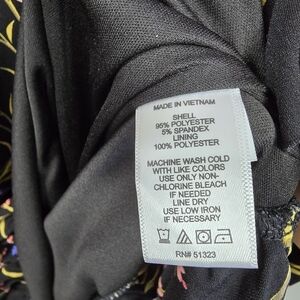 MADE IN VIETNAM
SHELL
95% POLYESTER
5% SPANDEX
LINING
100% POLYESTER
MACHINE WASH COLD
WITH LIKE COLORS
USE ONLY NON-
CHLORINE BLEACH
IF NEEDED
LINE DRY
USE LOW IRON
IF NECESSARY
RN# 51323